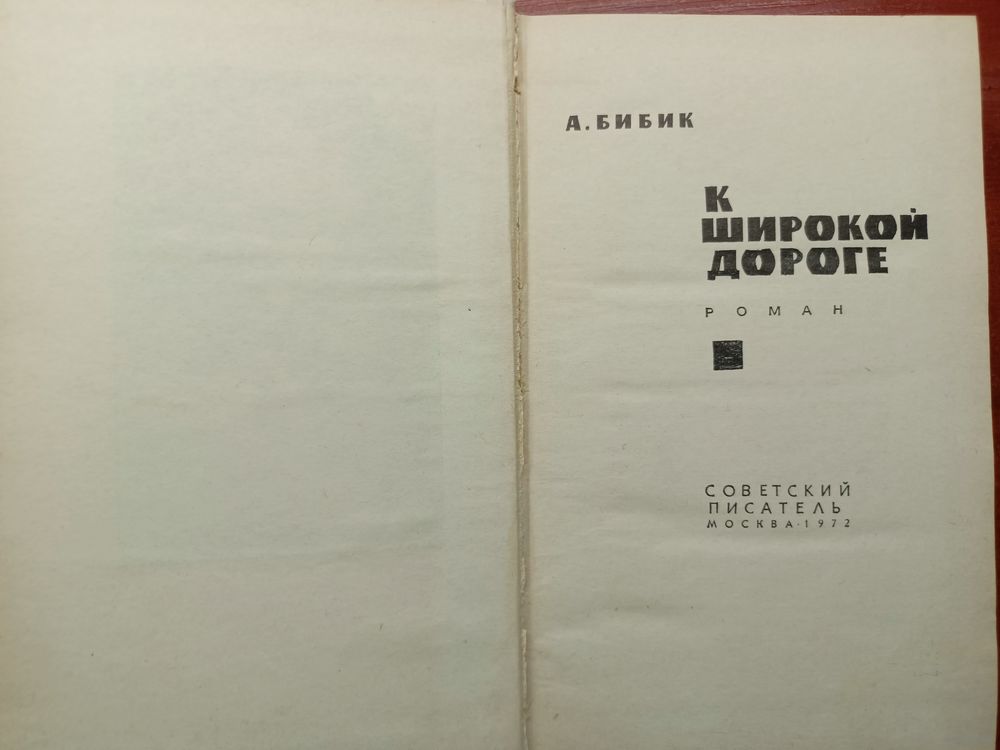 А. БИБИК
К
ШИРОКОЙ
ДОРОГЕ
РОМАН
СОВЕТСКИЙ
ПИСАТЕЛЬ
МОСКВА · 1972